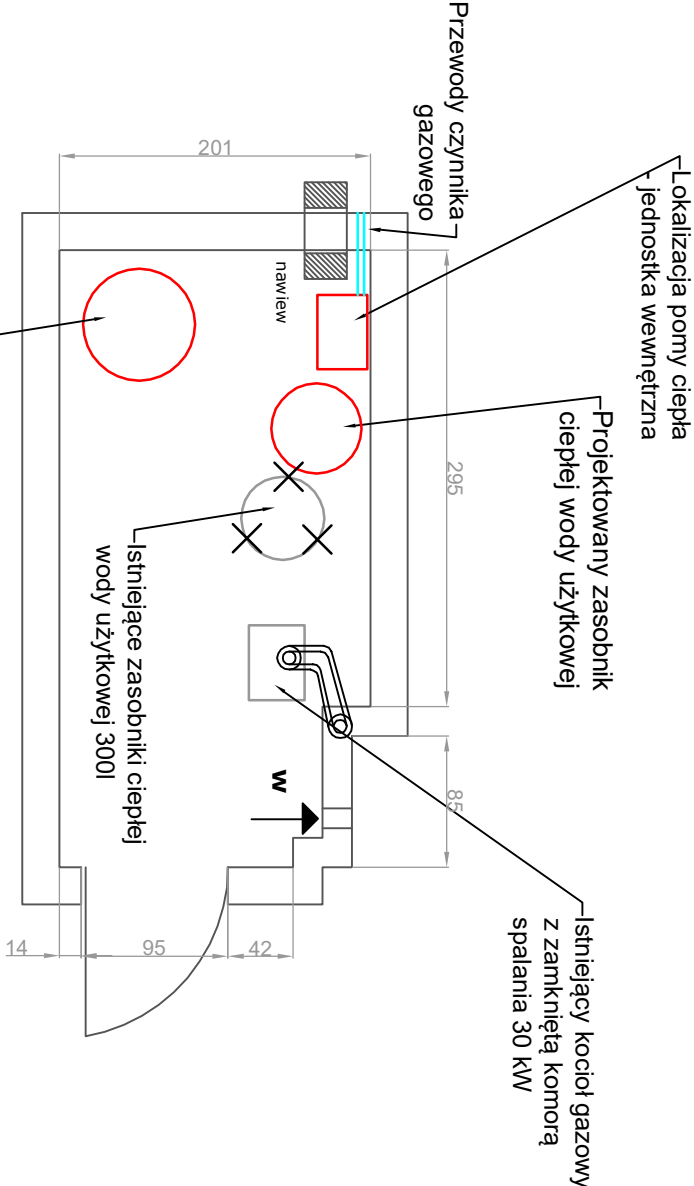 Lokalizacja pomy ciepła
- jednostka wewnętrzna
Przewody czynnika
gazowego
Projektowany zasobnik
ciepłej wody użytkowej
Istniejący kocioł gazowy
z zamkniętą komorą
spalania 30 kW
Istniejące zasobniki ciepłej
wody użytkowej 300l
nawiew
w
201
295
85
14
95
42